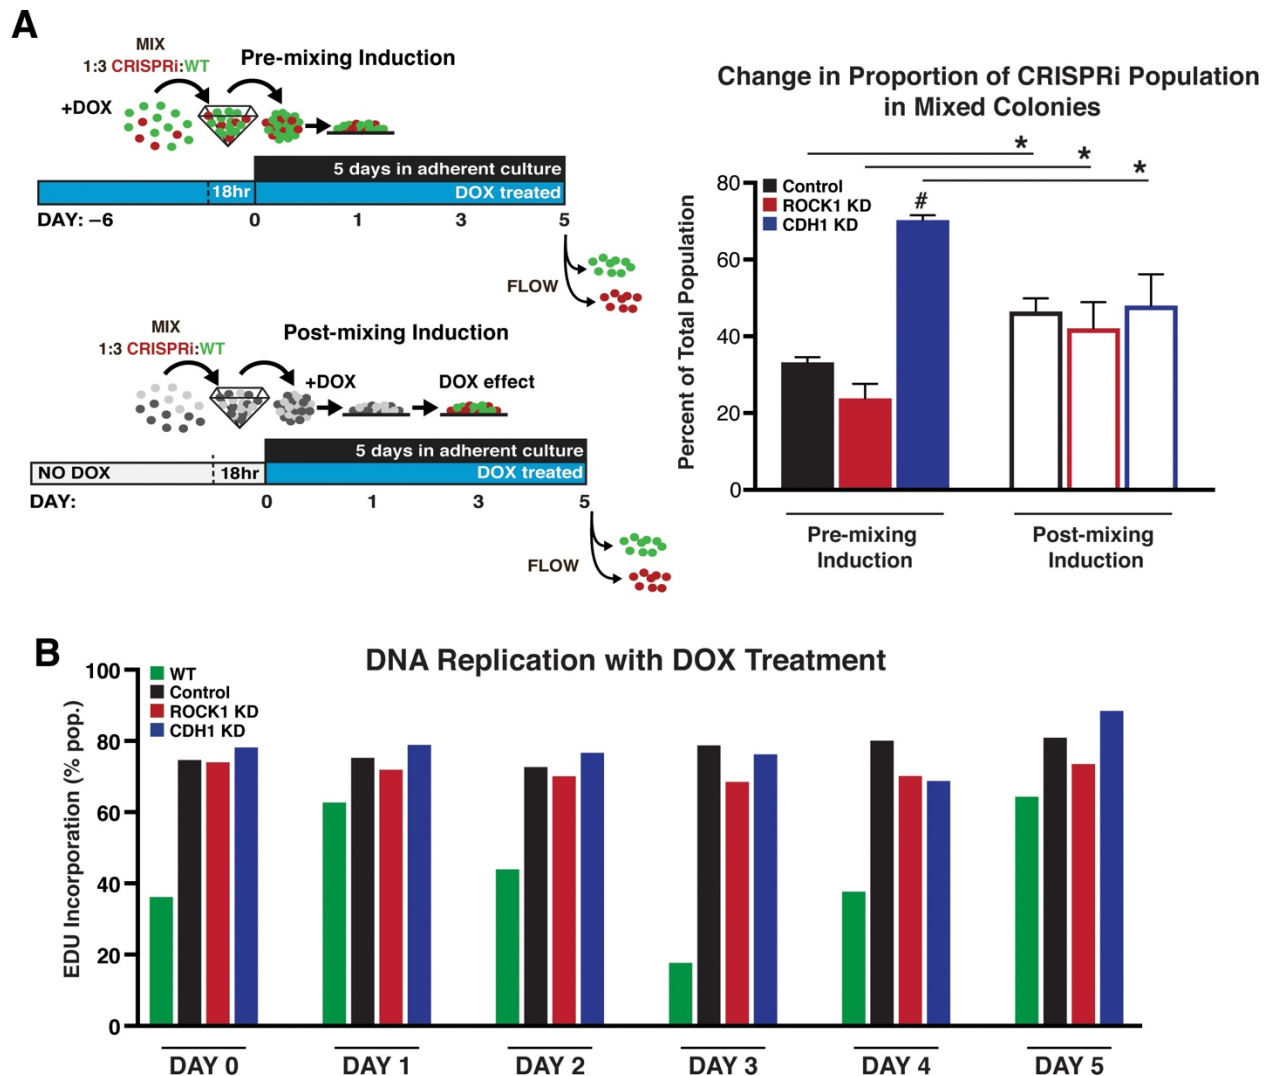 A
MIX
1:3 CRISPRi:WT
Pre-mixing Induction
+DOX
5 days in adherent culture
18hr
DOX treated
DAY: –6
0
1
3
5
FLOW
MIX
1:3 CRISPRi:WT
Post-mixing Induction
+DOX
DOX effect
5 days in adherent culture
NO DOX
18hr
DOX treated
DAY:
0
1
3
5
FLOW
Change in Proportion of CRISPRi Population
in Mixed Colonies
*
*
*
Control
ROCK1 KD
CDH1 KD
#
Percent of Total Population
80
60
40
20
0
Pre-mixing
Induction
Post-mixing
Induction
B
DNA Replication with DOX Treatment
WT
Control
ROCK1 KD
CDH1 KD
EDU Incorporation (% pop.)
100
80
60
40
20
0
DAY 0
DAY 1
DAY 2
DAY 3
DAY 4
DAY 5